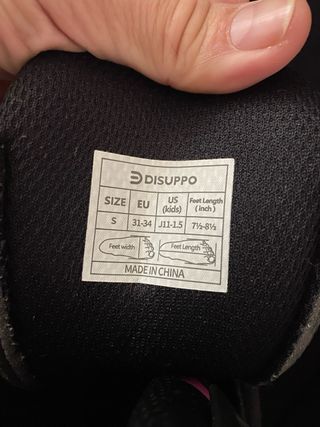 DISUPPO
SIZE EU US (kids) Feet Length (inch)
S 31-34 J11-1.5 7½-8½
Feet width Feet Length
MADE IN CHINA